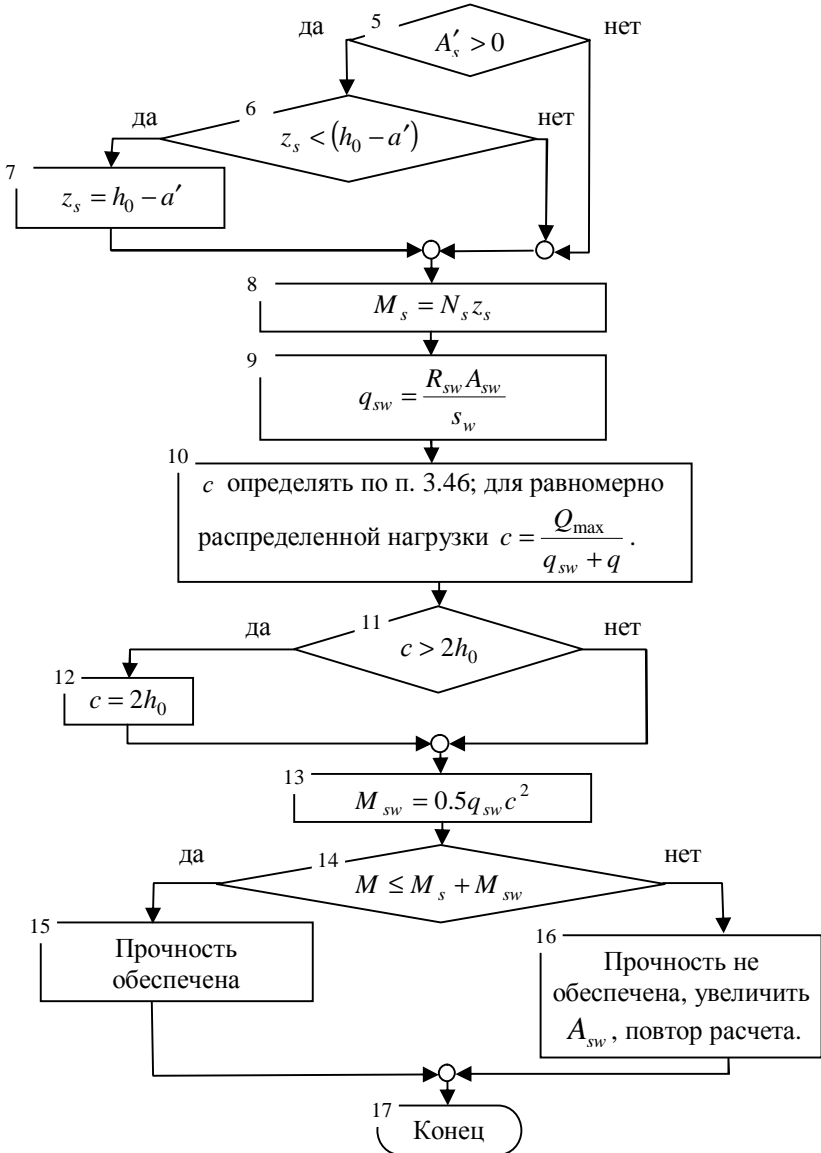 да 5 нет
A′s > 0
да 6 нет
zs < (h0 − a′)
7
zs = h0 − a′
8
Ms = Ns zs
9
qsw = Rsw Asw / sw
10
c определять по п. 3.46; для равномерно
распределенной нагрузки c = Qmax / (qsw + q) .
да 11 нет
c > 2h0
12
c = 2h0
13
Msw = 0.5qsw c²
да 14 нет
M ≤ Ms + Msw
15
Прочность
обеспечена
16
Прочность не
обеспечена, увеличить
Asw , повтор расчета.
17
Конец